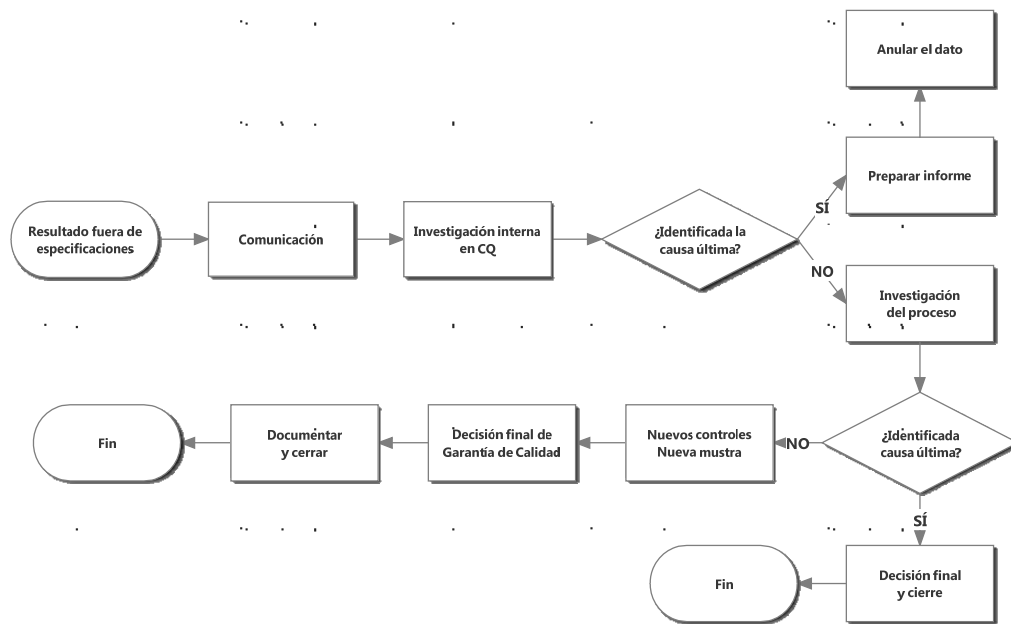 Anular el dato
Preparar informe
Resultado fuera de
especificaciones
Comunicación
Investigación interna
en CQ
¿Identificada la
causa última?
SÍ
NO
Investigación
del proceso
Fin
Documentar
y cerrar
Decisión final de
Garantía de Calidad
Nuevos controles
Nueva mustra
NO
¿Identificada
causa última?
SÍ
Fin
Decisión final
y cierre